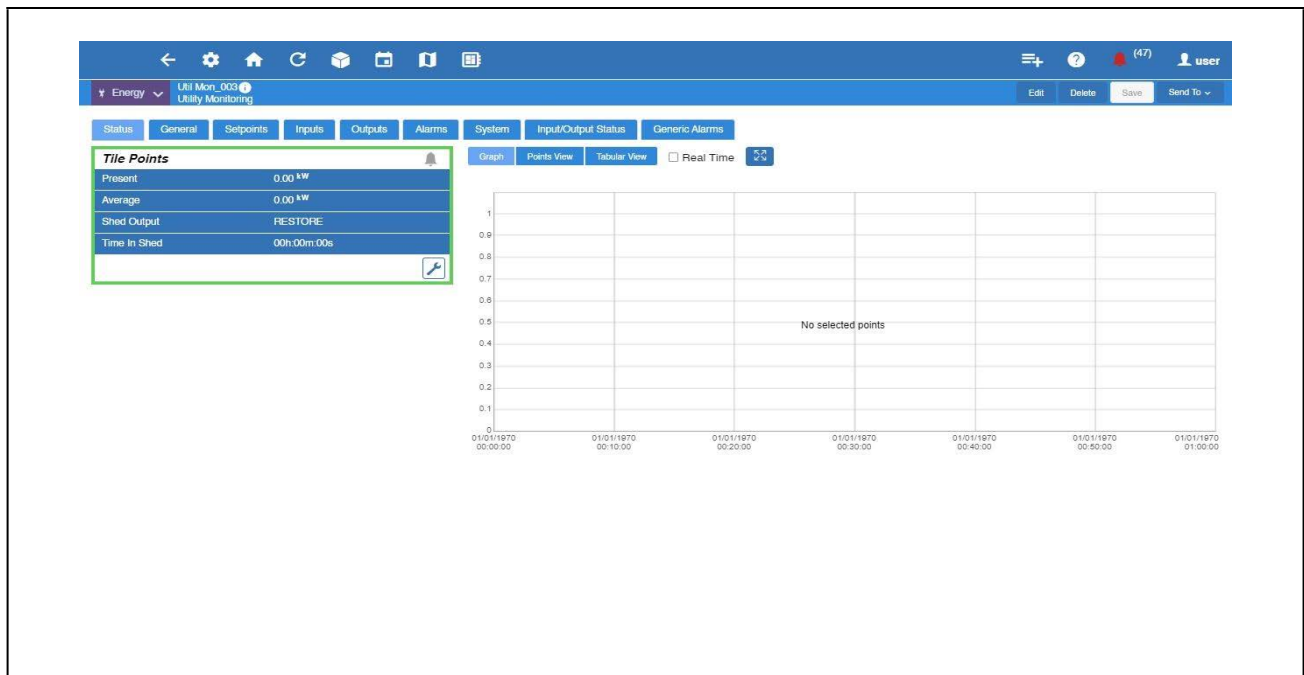 (47)
user
Energy
Util Mon_003
Utility Monitoring
Edit Delete Save Send To
Status General Setpoints Inputs Outputs Alarms System Input/Output Status Generic Alarms
Tile Points
Present 0.00 kW
Average 0.00 kW
Shed Output RESTORE
Time In Shed 00h:00m:00s
Graph Points View Tabular View Real Time
1
0.9
0.8
0.7
0.6
0.5
0.4
0.3
0.2
0.1
0
No selected points
01/01/1970 01/01/1970 01/01/1970 01/01/1970 01/01/1970 01/01/1970 01/01/1970
00:00:00 00:10:00 00:20:00 00:30:00 00:40:00 00:50:00 01:00:00